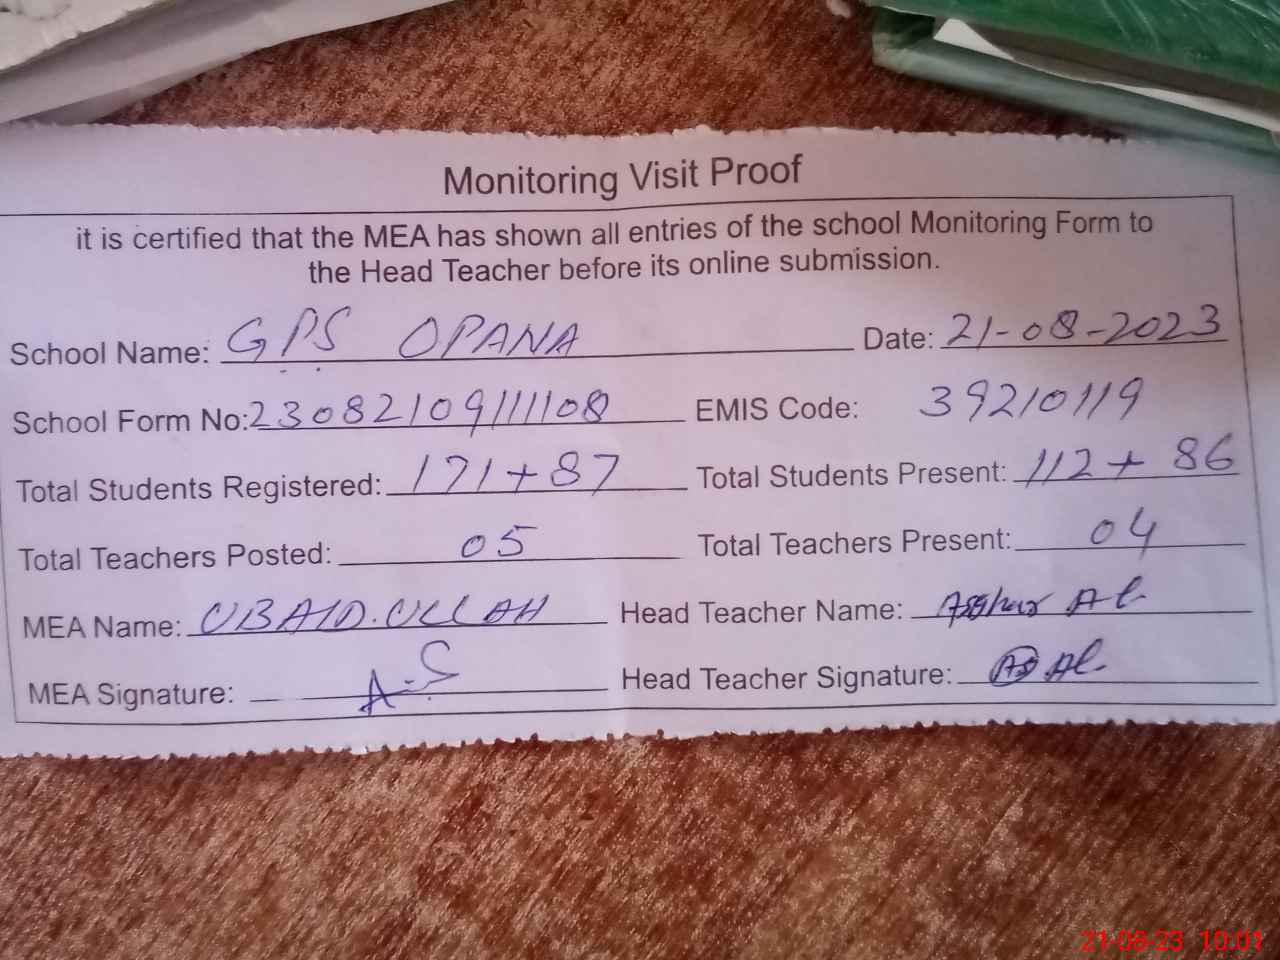 Monitoring Visit Proof
it is certified that the MEA has shown all entries of the school Monitoring Form to
the Head Teacher before its online submission.
School Name: GPS OPANA Date: 21-08-2023
School Form No: 23082109111108 EMIS Code: 39210119
Total Students Registered: 171+87 Total Students Present: 112+86
Total Teachers Posted: 05 Total Teachers Present: 04
MEA Name: UBAID.ULLAH Head Teacher Name: Asghar Al
MEA Signature: Head Teacher Signature:
21-08-23 10:01